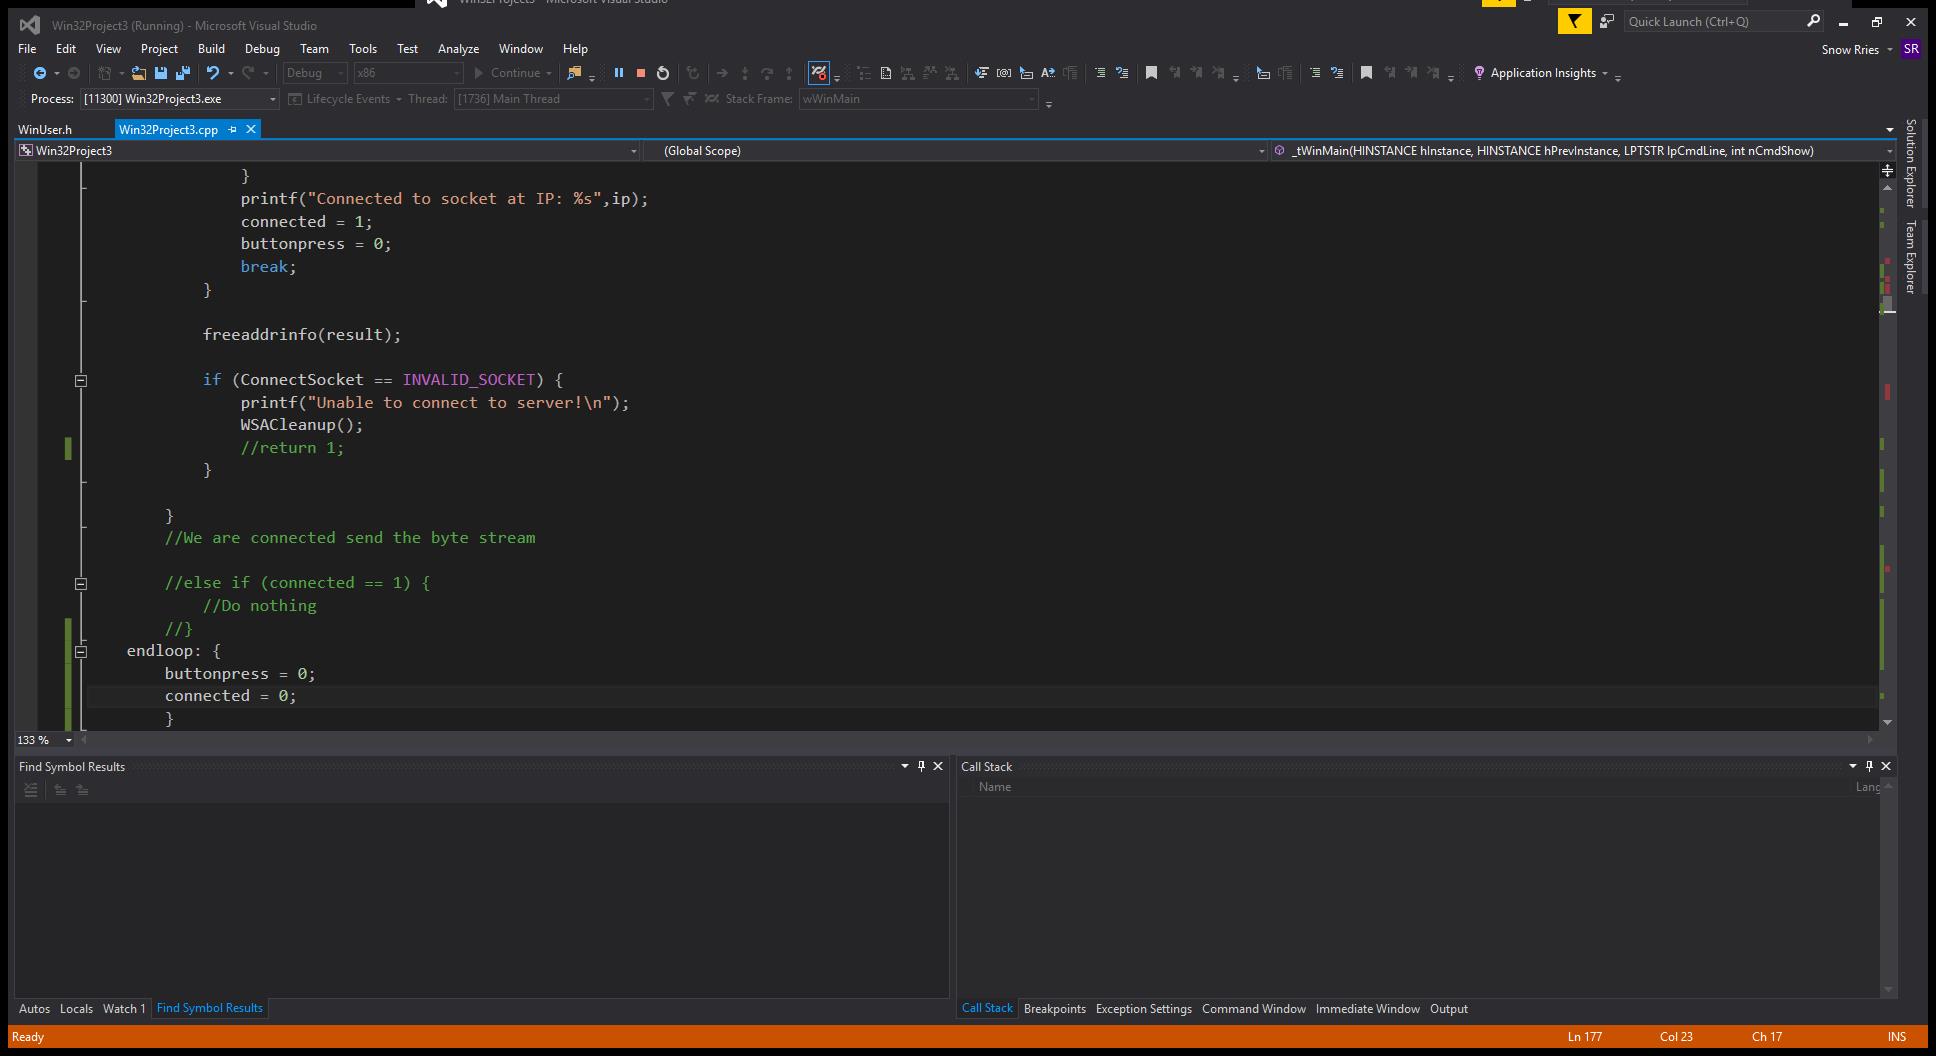 Win32Project3 - Microsoft Visual Studio
Win32Project3 (Running) - Microsoft Visual Studio
Quick Launch (Ctrl+Q)
File Edit View Project Build Debug Team Tools Test Analyze Window Help
Snow Rries SR
Debug x86 Continue Application Insights
Process: [11300] Win32Project3.exe Lifecycle Events Thread: [1736] Main Thread Stack Frame: wWinMain
WinUser.h Win32Project3.cpp
Win32Project3 (Global Scope) _tWinMain(HINSTANCE hInstance, HINSTANCE hPrevInstance, LPTSTR lpCmdLine, int nCmdShow)
Solution Explorer
Team Explorer
}
printf("Connected to socket at IP: %s",ip);
connected = 1;
buttonpress = 0;
break;
}
freeaddrinfo(result);
if (ConnectSocket == INVALID_SOCKET) {
printf("Unable to connect to server!\n");
WSACleanup();
//return 1;
}
}
//We are connected send the byte stream
//else if (connected == 1) {
//Do nothing
//}
endloop: {
buttonpress = 0;
connected = 0;
}
133 %
Find Symbol Results
Call Stack
Name Lang
Autos Locals Watch 1 Find Symbol Results
Call Stack Breakpoints Exception Settings Command Window Immediate Window Output
Ready Ln 177 Col 23 Ch 17 INS